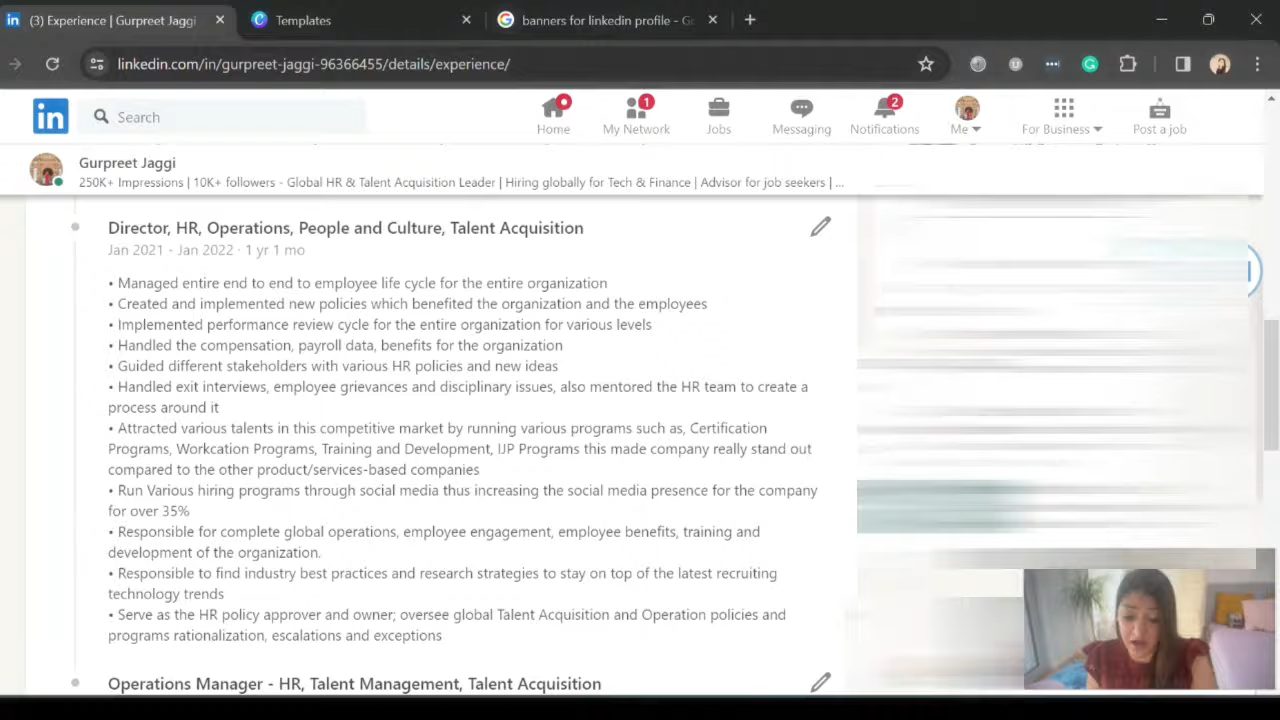 (3) Experience | Gurpreet Jaggi
Templates
banners for linkedin profile - Go
linkedin.com/in/gurpreet-jaggi-96366455/details/experience/
in
Search
1
2
Home
My Network
Jobs
Messaging
Notifications
Me
For Business
Post a job
Gurpreet Jaggi
250K+ Impressions | 10K+ followers - Global HR & Talent Acquisition Leader | Hiring globally for Tech & Finance | Advisor for job seekers | ...
Director, HR, Operations, People and Culture, Talent Acquisition
Jan 2021 - Jan 2022 · 1 yr 1 mo
• Managed entire end to end to employee life cycle for the entire organization
• Created and implemented new policies which benefited the organization and the employees
• Implemented performance review cycle for the entire organization for various levels
• Handled the compensation, payroll data, benefits for the organization
• Guided different stakeholders with various HR policies and new ideas
• Handled exit interviews, employee grievances and disciplinary issues, also mentored the HR team to create a
process around it
• Attracted various talents in this competitive market by running various programs such as, Certification
Programs, Workcation Programs, Training and Development, IJP Programs this made company really stand out
compared to the other product/services-based companies
• Run Various hiring programs through social media thus increasing the social media presence for the company
for over 35%
• Responsible for complete global operations, employee engagement, employee benefits, training and
development of the organization.
• Responsible to find industry best practices and research strategies to stay on top of the latest recruiting
technology trends
• Serve as the HR policy approver and owner; oversee global Talent Acquisition and Operation policies and
programs rationalization, escalations and exceptions
Operations Manager - HR, Talent Management, Talent Acquisition